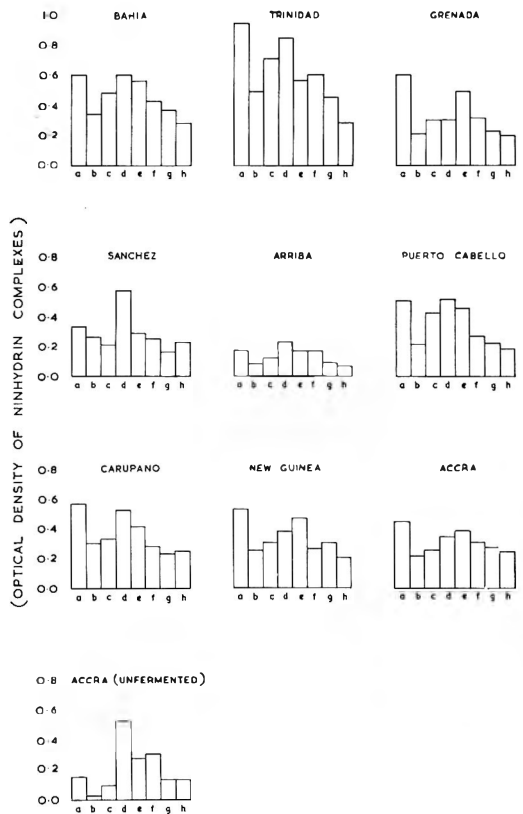 (OPTICAL DENSITY OF NINHYDRIN COMPLEXES)
BAHIA TRINIDAD GRENADA
1.0
0.8
0.6
0.4
0.2
0.0
a b c d e f g h a b c d e f g h a b c d e f g h
SANCHEZ ARRIBA PUERTO CABELLO
0.8
0.6
0.4
0.2
0.0
a b c d e f g h a b c d e f g h a b c d e f g h
CARUPANO NEW GUINEA ACCRA
0.8
0.6
0.4
0.2
0.0
a b c d e f g h a b c d e f g h a b c d e f g h
0.8 ACCRA (UNFERMENTED)
0.6
0.4
0.2
0.0
a b c d e f g h